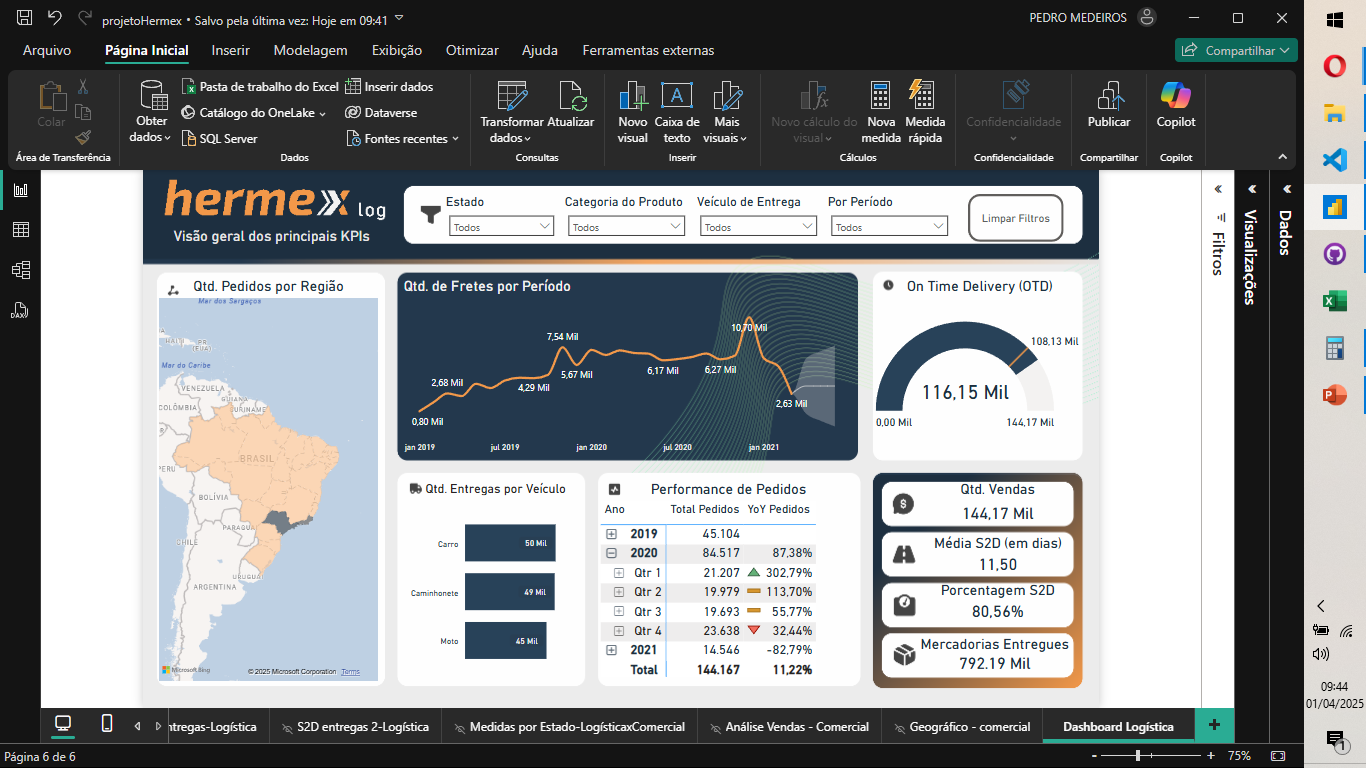 projetoHermex • Salvo pela última vez: Hoje em 09:41
PEDRO MEDEIROS
Arquivo
Página Inicial
Inserir
Modelagem
Exibição
Otimizar
Ajuda
Ferramentas externas
Compartilhar
Colar
Área de Transferência
Obter
dados
Pasta de trabalho do Excel
Catálogo do OneLake
SQL Server
Inserir dados
Dataverse
Fontes recentes
Dados
Transformar
dados
Atualizar
Consultas
Novo
visual
Caixa de
texto
Mais
visuais
Inserir
Novo cálculo do
visual
Nova
medida
Medida
rápida
Cálculos
Confidencialidade
Confidencialidade
Publicar
Compartilhar
Copilot
Copilot
hermex log
Visão geral dos principais KPIs
Estado
Todos
Categoria do Produto
Todos
Veículo de Entrega
Todos
Por Período
Todos
Limpar Filtros
Filtros
Visualizações
Dados
Qtd. Pedidos por Região
Mar dos Sargaços
HAITI
PR
(EUA)
Mar do Caribe
VENEZUELA
GUIANA
SURINAME
COLÔMBIA
BRASIL
PERU
BOLÍVIA
PARAGUAI
CHILE
URUGUAI
ARGENTINA
Microsoft Bing
© 2025 Microsoft Corporation
Terms
Qtd. de Fretes por Período
0,80 Mil
2,68 Mil
4,29 Mil
7,54 Mil
5,67 Mil
6,17 Mil
6,27 Mil
10,70 Mil
2,63 Mil
jan 2019
jul 2019
jan 2020
jul 2020
jan 2021
On Time Delivery (OTD)
108,13 Mil
116,15 Mil
0,00 Mil
144,17 Mil
Qtd. Entregas por Veículo
Carro 50 Mil
Caminhonete 49 Mil
Moto 45 Mil
Performance de Pedidos
Ano Total Pedidos YoY Pedidos
2019 45.104
2020 84.517 87,38%
Qtr 1 21.207 302,79%
Qtr 2 19.979 113,70%
Qtr 3 19.693 55,77%
Qtr 4 23.638 32,44%
2021 14.546 -82,79%
Total 144.167 11,22%
Qtd. Vendas
144,17 Mil
Média S2D (em dias)
11,50
Porcentagem S2D
80,56%
Mercadorias Entregues
792.19 Mil
ntregas-Logística
S2D entregas 2-Logística
Medidas por Estado-LogísticaxComercial
Análise Vendas - Comercial
Geográfico - comercial
Dashboard Logística
Página 6 de 6
- + 75%
09:44
01/04/2025
1